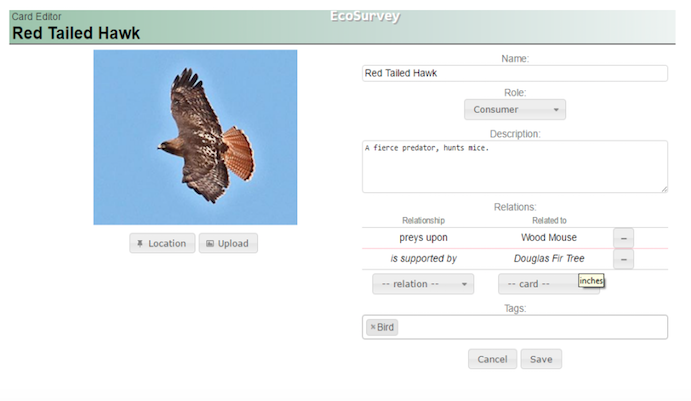 Card Editor
EcoSurvey
Red Tailed Hawk
Location
Upload
Name:
Red Tailed Hawk
Role:
Consumer
Description:
A fierce predator, hunts mice.
Relations:
Relationship Related to
preys upon Wood Mouse −
is supported by Douglas Fir Tree −
-- relation -- -- card --
inches
Tags:
× Bird
Cancel Save